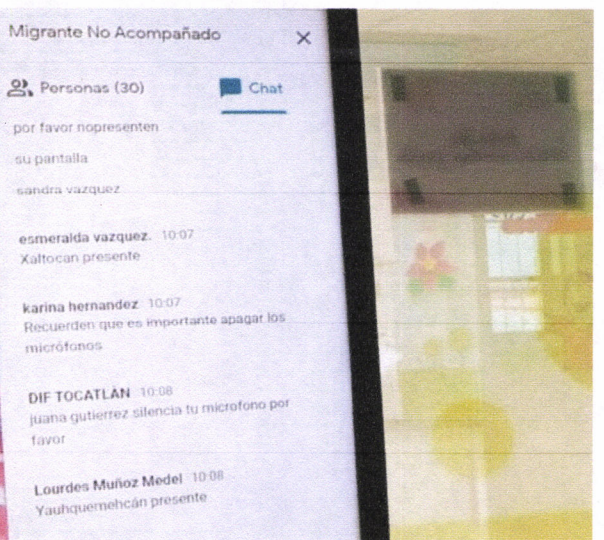 Migrante No Acompañado
Personas (30)
Chat
por favor nopresenten
su pantalla
sandra vazquez
esmeralda vazquez. 10:07
Xaltocan presente
karina hernandez 10:07
Recuerden que es importante apagar los
micrófonos
DIF TOCATLÁN 10:08
juana gutierrez silencia tu microfono por
favor
Lourdes Muñoz Medel 10:08
Yauhquemehcán presente